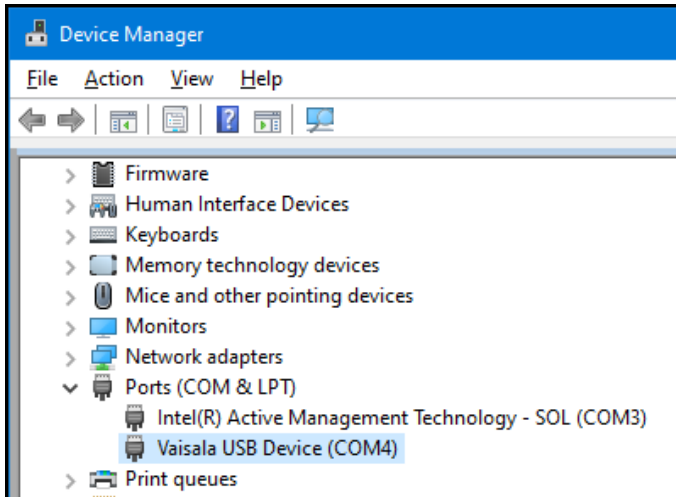 Device Manager
File Action View Help
Firmware
Human Interface Devices
Keyboards
Memory technology devices
Mice and other pointing devices
Monitors
Network adapters
Ports (COM & LPT)
Intel(R) Active Management Technology - SOL (COM3)
Vaisala USB Device (COM4)
Print queues